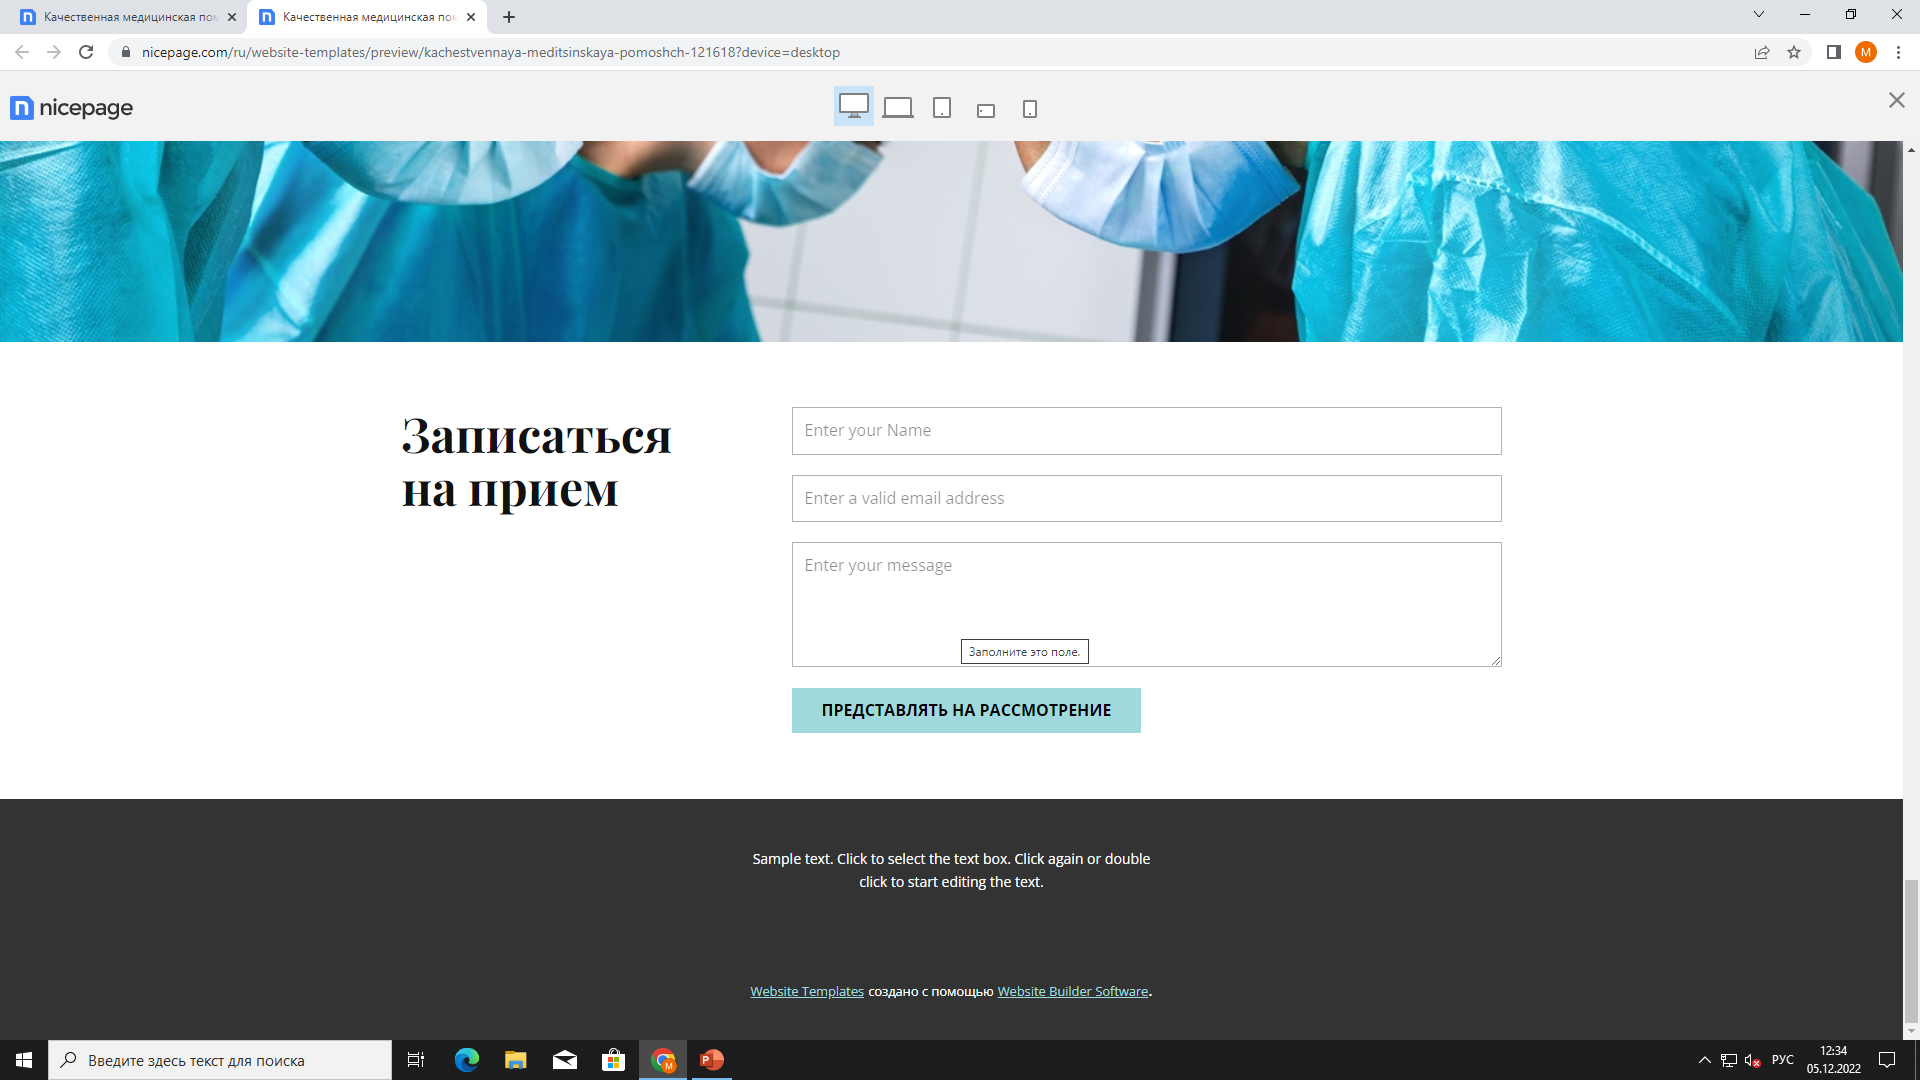 Качественная медицинская пом
Качественная медицинская пом
nicepage.com/ru/website-templates/preview/kachestvennaya-meditsinskaya-pomoshch-121618?device=desktop
M
nicepage
Записаться
на прием
Enter your Name
Enter a valid email address
Enter your message
Заполните это поле.
ПРЕДСТАВЛЯТЬ НА РАССМОТРЕНИЕ
Sample text. Click to select the text box. Click again or double
click to start editing the text.
Website Templates создано с помощью Website Builder Software.
Введите здесь текст для поиска
РУС
12:34
05.12.2022